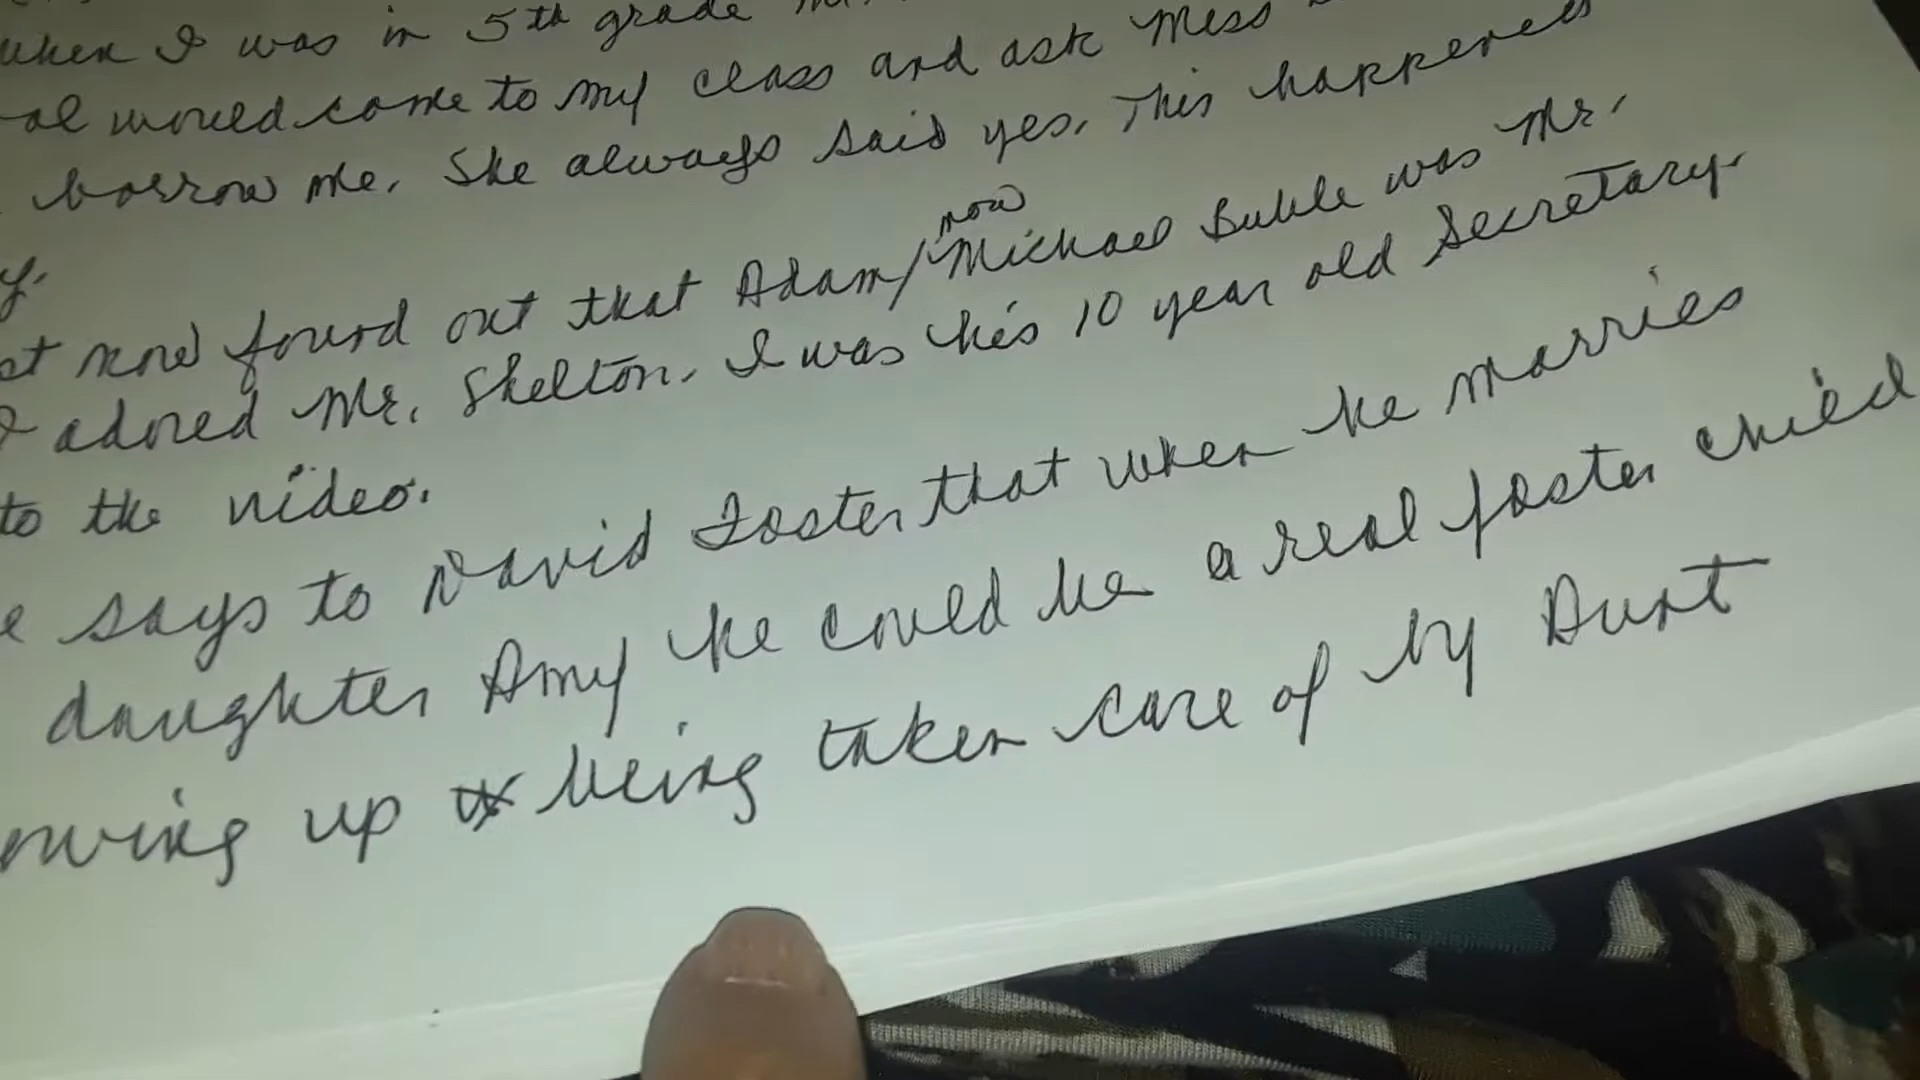 when I was in 5th grade
al would come to my class and ask Miss
borrow me. She always said yes. This happened
y.
now
st now found out that Adam/Michael Buble was Mr.
I adored Mr. Shelton. I was his 10 year old Secretary.
to the video.
e says to David Foster that when he marries
daughter Amy he could be a real foster child
owing up being taken care of by Aunt